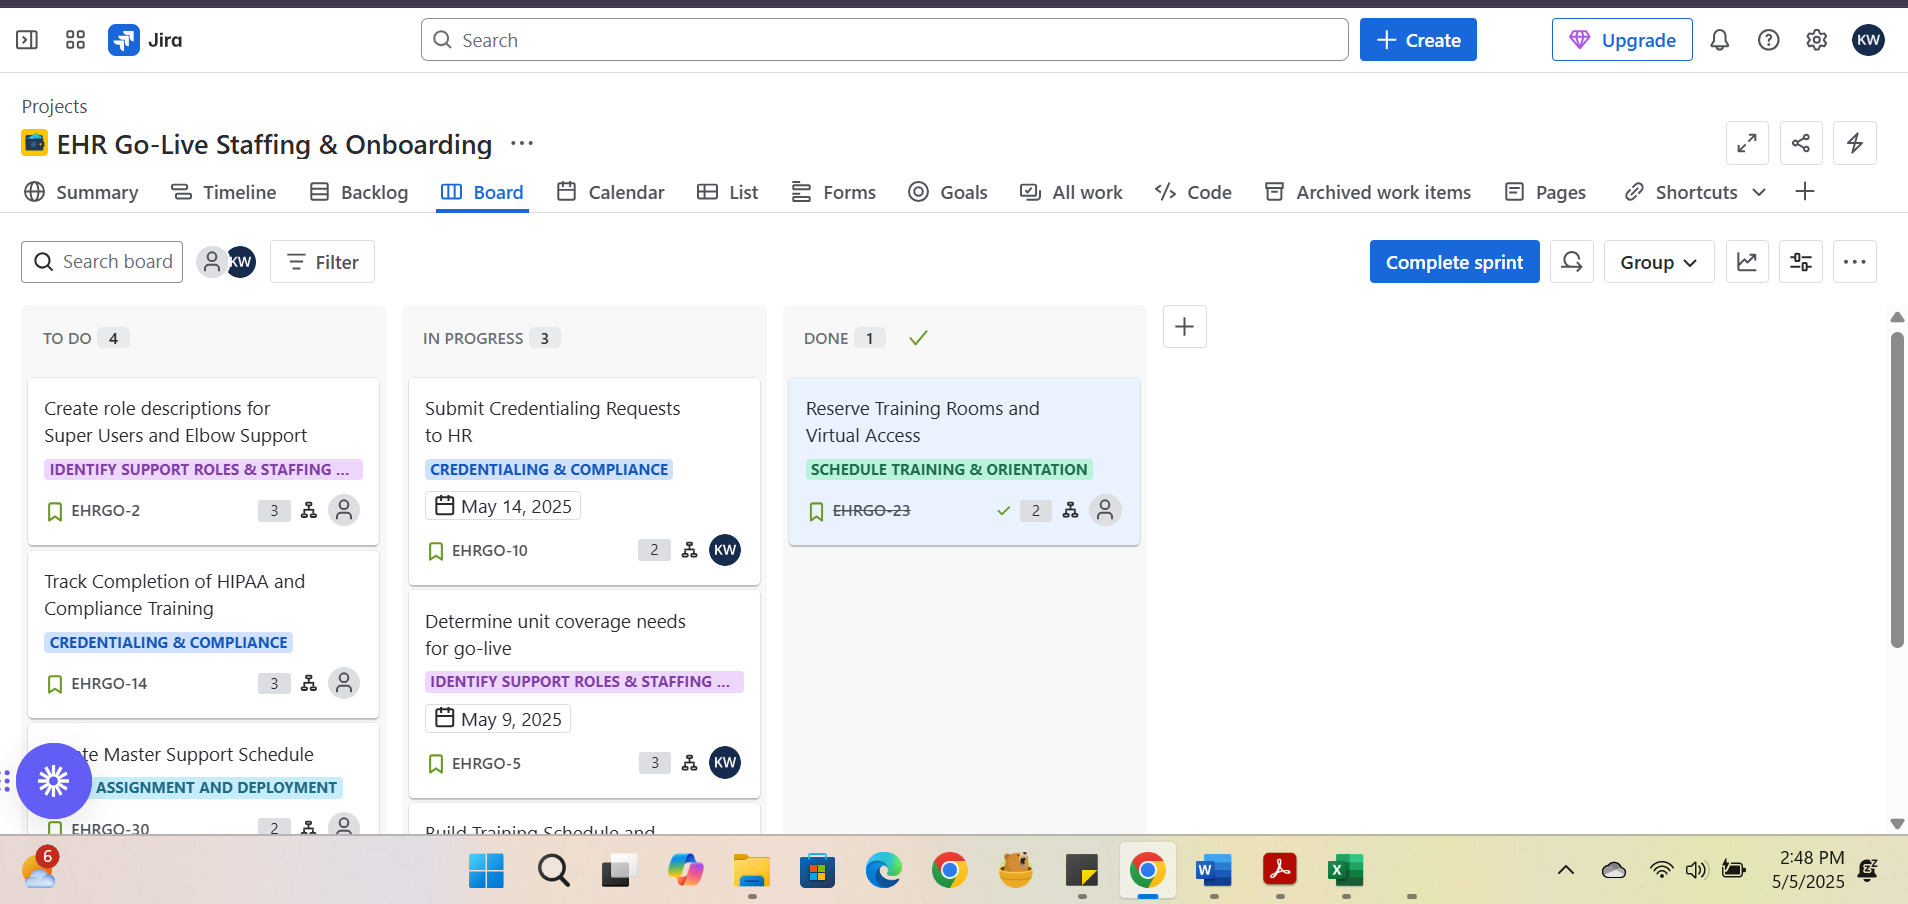 Jira
Search
Create
Upgrade
KW
Projects
EHR Go-Live Staffing & Onboarding
Summary
Timeline
Backlog
Board
Calendar
List
Forms
Goals
All work
Code
Archived work items
Pages
Shortcuts
Search board
KW
Filter
Complete sprint
Group
TO DO 4
Create role descriptions for
Super Users and Elbow Support
IDENTIFY SUPPORT ROLES & STAFFING ...
EHRGO-2
3
Track Completion of HIPAA and
Compliance Training
CREDENTIALING & COMPLIANCE
EHRGO-14
3
te Master Support Schedule
ASSIGNMENT AND DEPLOYMENT
EHRGO-30
2
IN PROGRESS 3
Submit Credentialing Requests
to HR
CREDENTIALING & COMPLIANCE
May 14, 2025
EHRGO-10
2
KW
Determine unit coverage needs
for go-live
IDENTIFY SUPPORT ROLES & STAFFING ...
May 9, 2025
EHRGO-5
3
KW
Build Training Schedule and
DONE 1
Reserve Training Rooms and
Virtual Access
SCHEDULE TRAINING & ORIENTATION
EHRGO-23
2
6
2:48 PM
5/5/2025